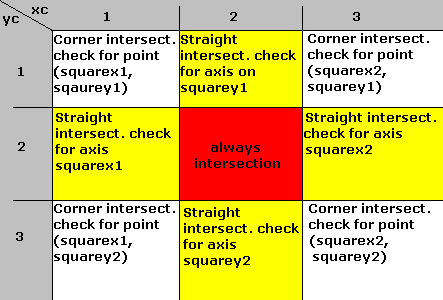 xc
yc
1
2
3
1
Corner intersect.
check for point
(squarex1,
sqaurey1)
Straight
intersect. check
for axis on
squarey1
Corner intersect.
check for point
(squarex2,
squarey1)
2
Straight
intersect. check
for axis
squarex1
always
intersection
Straight intersect.
check for axis
squarex2
3
Corner intersect.
check for point
(squarex1,
squarey2)
Straight
intersect. check
for axis
squarey2
Corner intersect.
check for point
(squarex2,
squarey2)